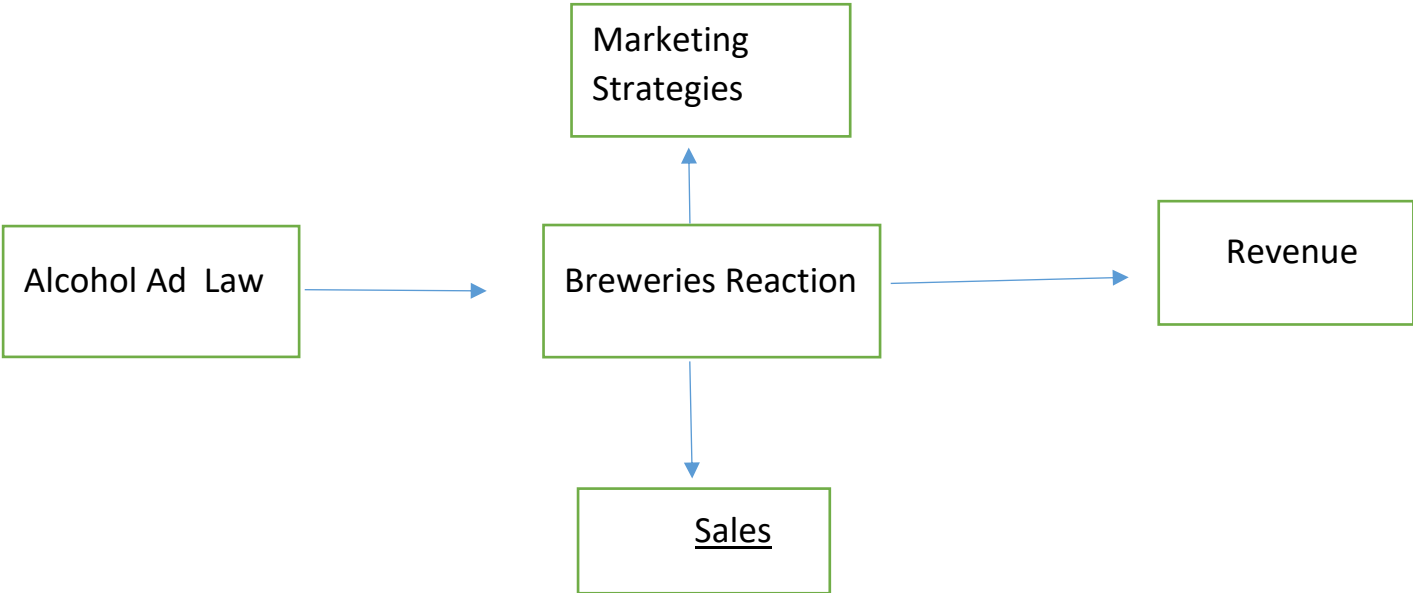 Marketing
Strategies
Alcohol Ad  Law
Breweries Reaction
Revenue
Sales